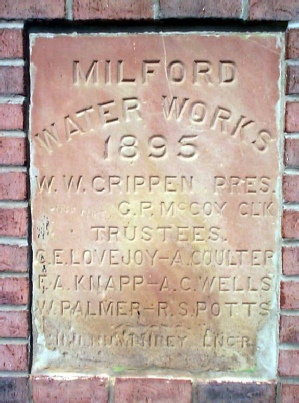 MILFORD
WATER WORKS
1895
W. W. CRIPPEN PRES.
G. P. McCOY CLK
TRUSTEES.
C. E. LOVEJOY - A. COULTER
F. A. KNAPP - A. C. WELLS
W. PALMER - R. S. POTTS
ENG'R.